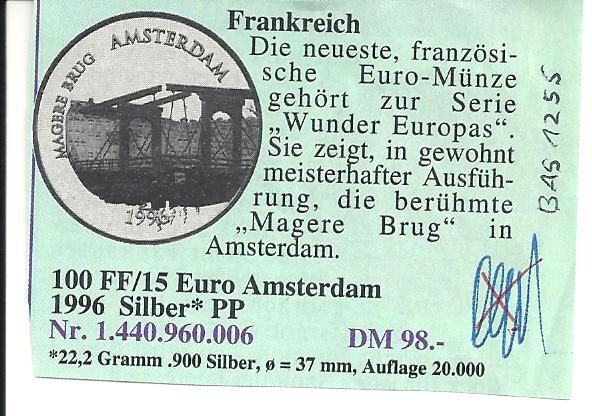 Frankreich
Die neueste, französi-
sche Euro-Münze
gehört zur Serie
„Wunder Europas".
Sie zeigt, in gewohnt
meisterhafter Ausfüh-
rung, die berühmte
„Magere Brug" in
Amsterdam.
MAGERE BRUG AMSTERDAM
1996
100 FF/15 Euro Amsterdam
1996 Silber* PP
Nr. 1.440.960.006 DM 98.-
*22,2 Gramm .900 Silber, ø = 37 mm, Auflage 20.000
BAS 1255